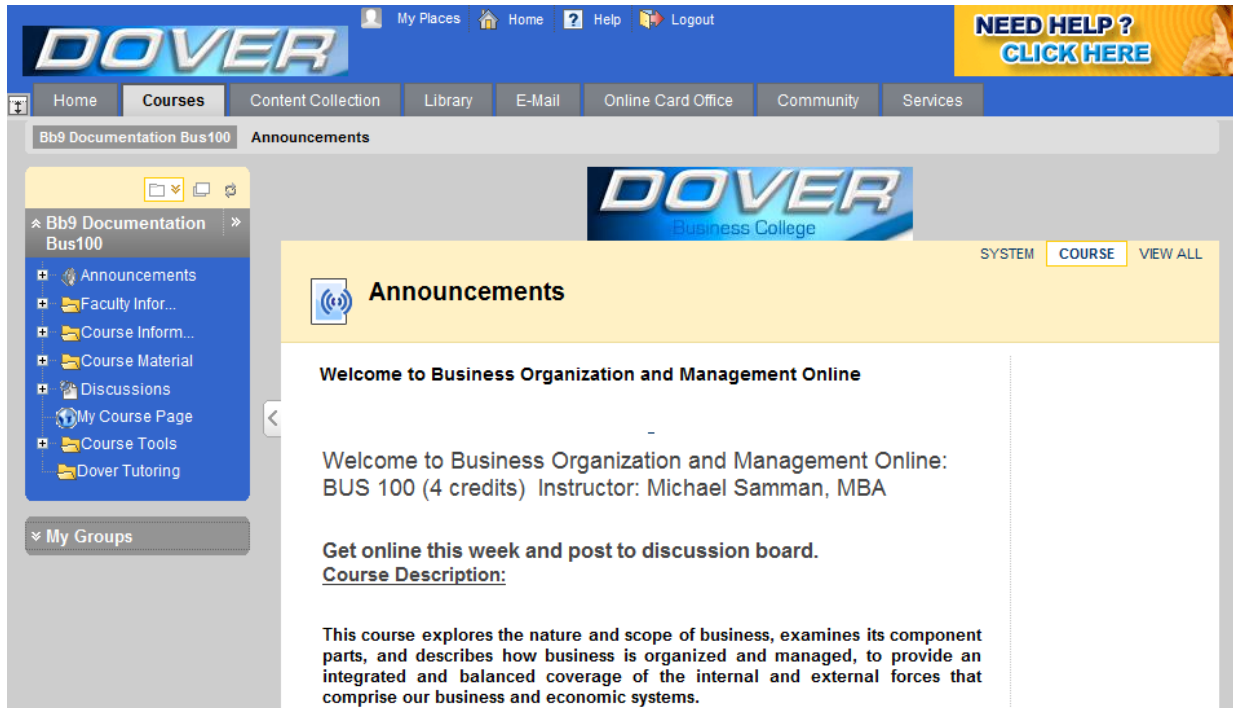 DOVER
My Places Home ? Help Logout
NEED HELP ?
CLICK HERE
Home Courses Content Collection Library E-Mail Online Card Office Community Services
Bb9 Documentation Bus100 Announcements
DOVER
Business College
Bb9 Documentation
Bus100
SYSTEM COURSE VIEW ALL
Announcements
Faculty Infor...
Course Inform...
Course Material
Discussions
My Course Page
Course Tools
Dover Tutoring
My Groups
Announcements
Welcome to Business Organization and Management Online
Welcome to Business Organization and Management Online:
BUS 100 (4 credits) Instructor: Michael Samman, MBA
Get online this week and post to discussion board.
Course Description:
This course explores the nature and scope of business, examines its component
parts, and describes how business is organized and managed, to provide an
integrated and balanced coverage of the internal and external forces that
comprise our business and economic systems.